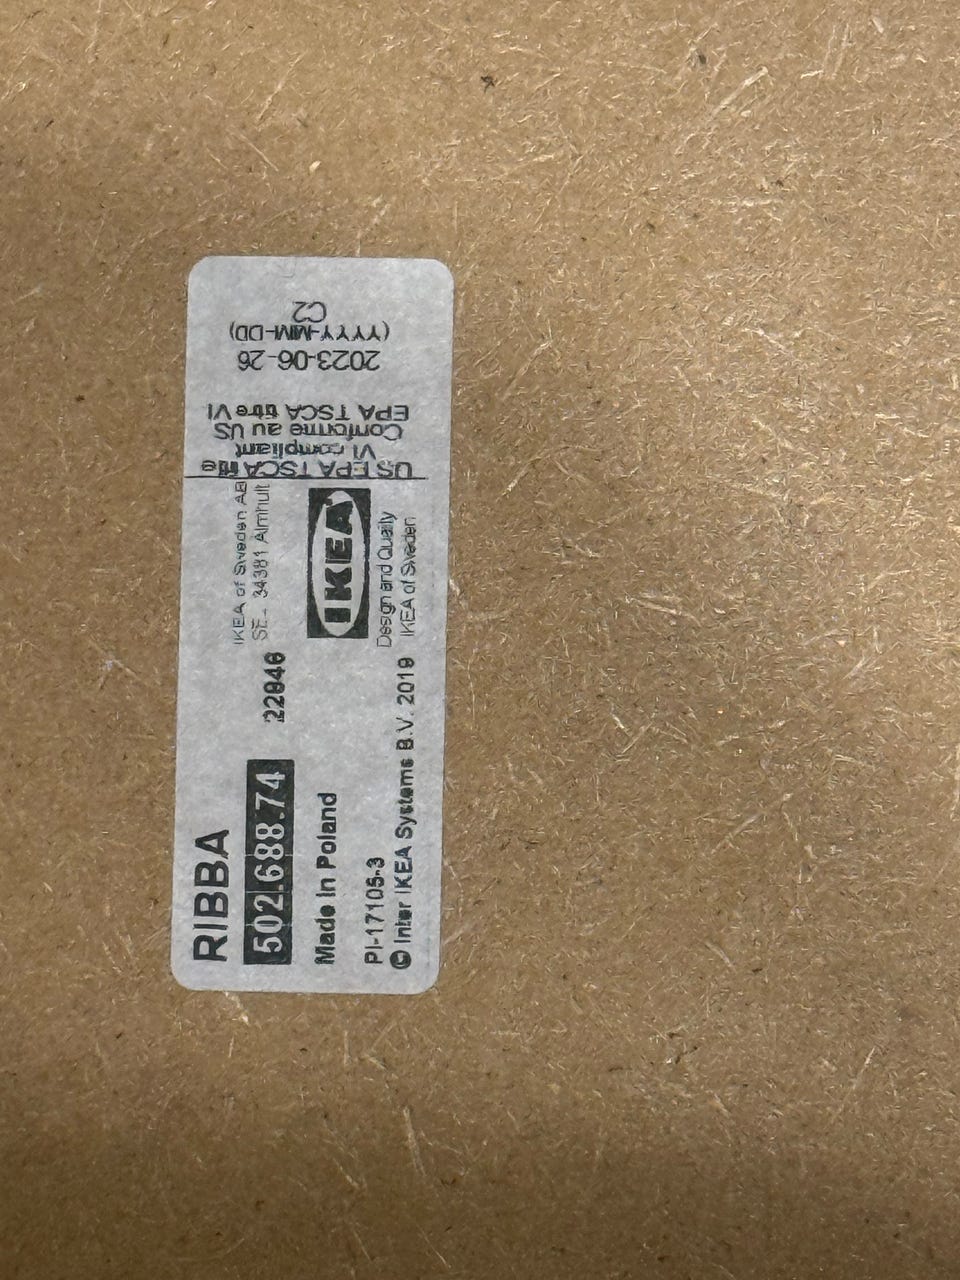 RIBBA
502.688.74
22946
Made in Poland
PI-17105-3
© Inter IKEA Systems B.V. 2019
IKEA of Sweden AB
SE - 34381 Älmhult
IKEA
Design and Quality
IKEA of Sweden
US EPA TSCA title
VI compliant
Conforme au US
EPA TSCA titre VI
2023-06-26
(YYYY-MM-DD)
C2